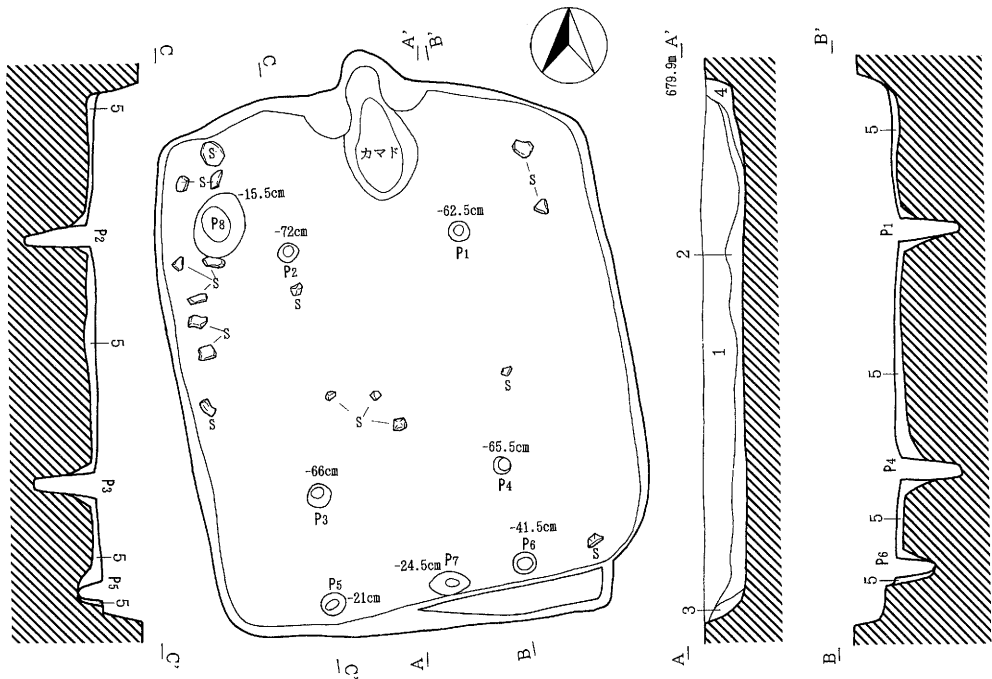 C
C
A'
B'
679.9m A'
B'
5
5
5
5
P2
P3
P5
カマド
S
S
S
-15.5cm
P8
-72cm
P2
-62.5cm
P1
S
S
S
S
S
S
S
-66cm
P3
-65.5cm
P4
-41.5cm
P6
S
-24.5cm
P7
P5
-21cm
4
2
1
3
5
5
5
5
P1
P4
P6
C'
C'
A
B
A
B